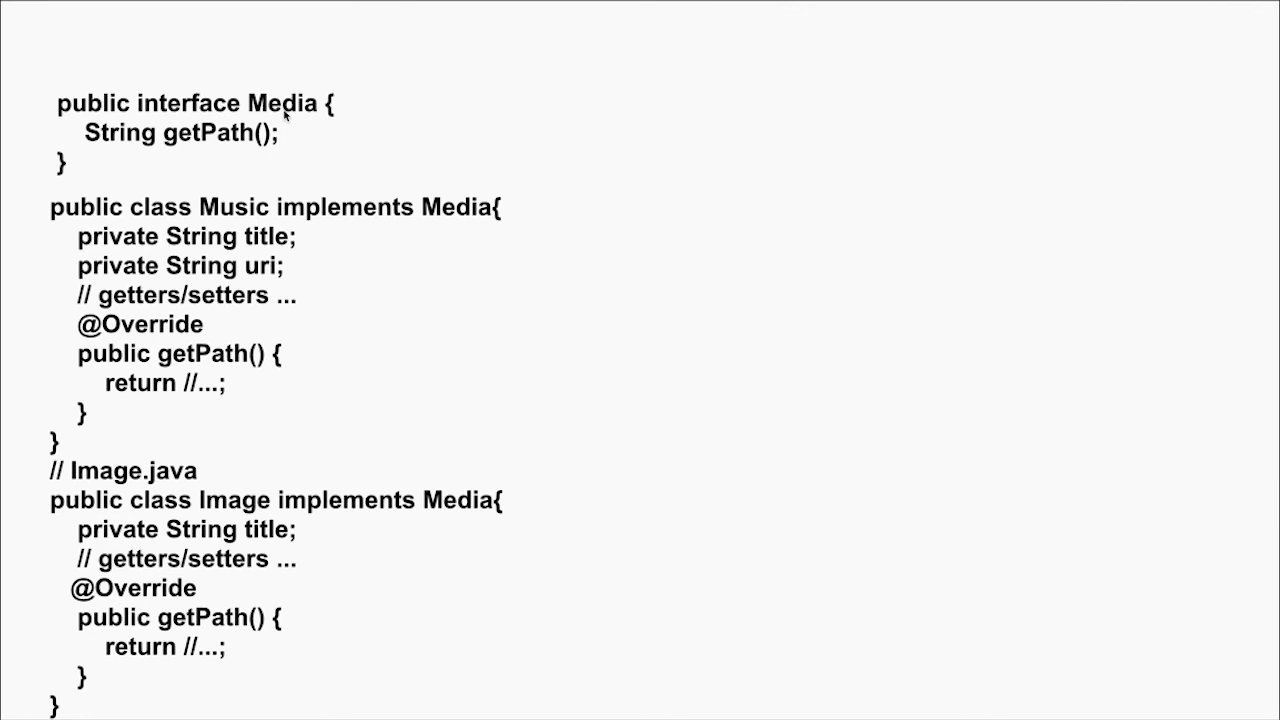 public interface Media {
String getPath();
}
public class Music implements Media{
private String title;
private String uri;
// getters/setters ...
@Override
public getPath() {
return //...;
}
}
// Image.java
public class Image implements Media{
private String title;
// getters/setters ...
@Override
public getPath() {
return //...;
}
}